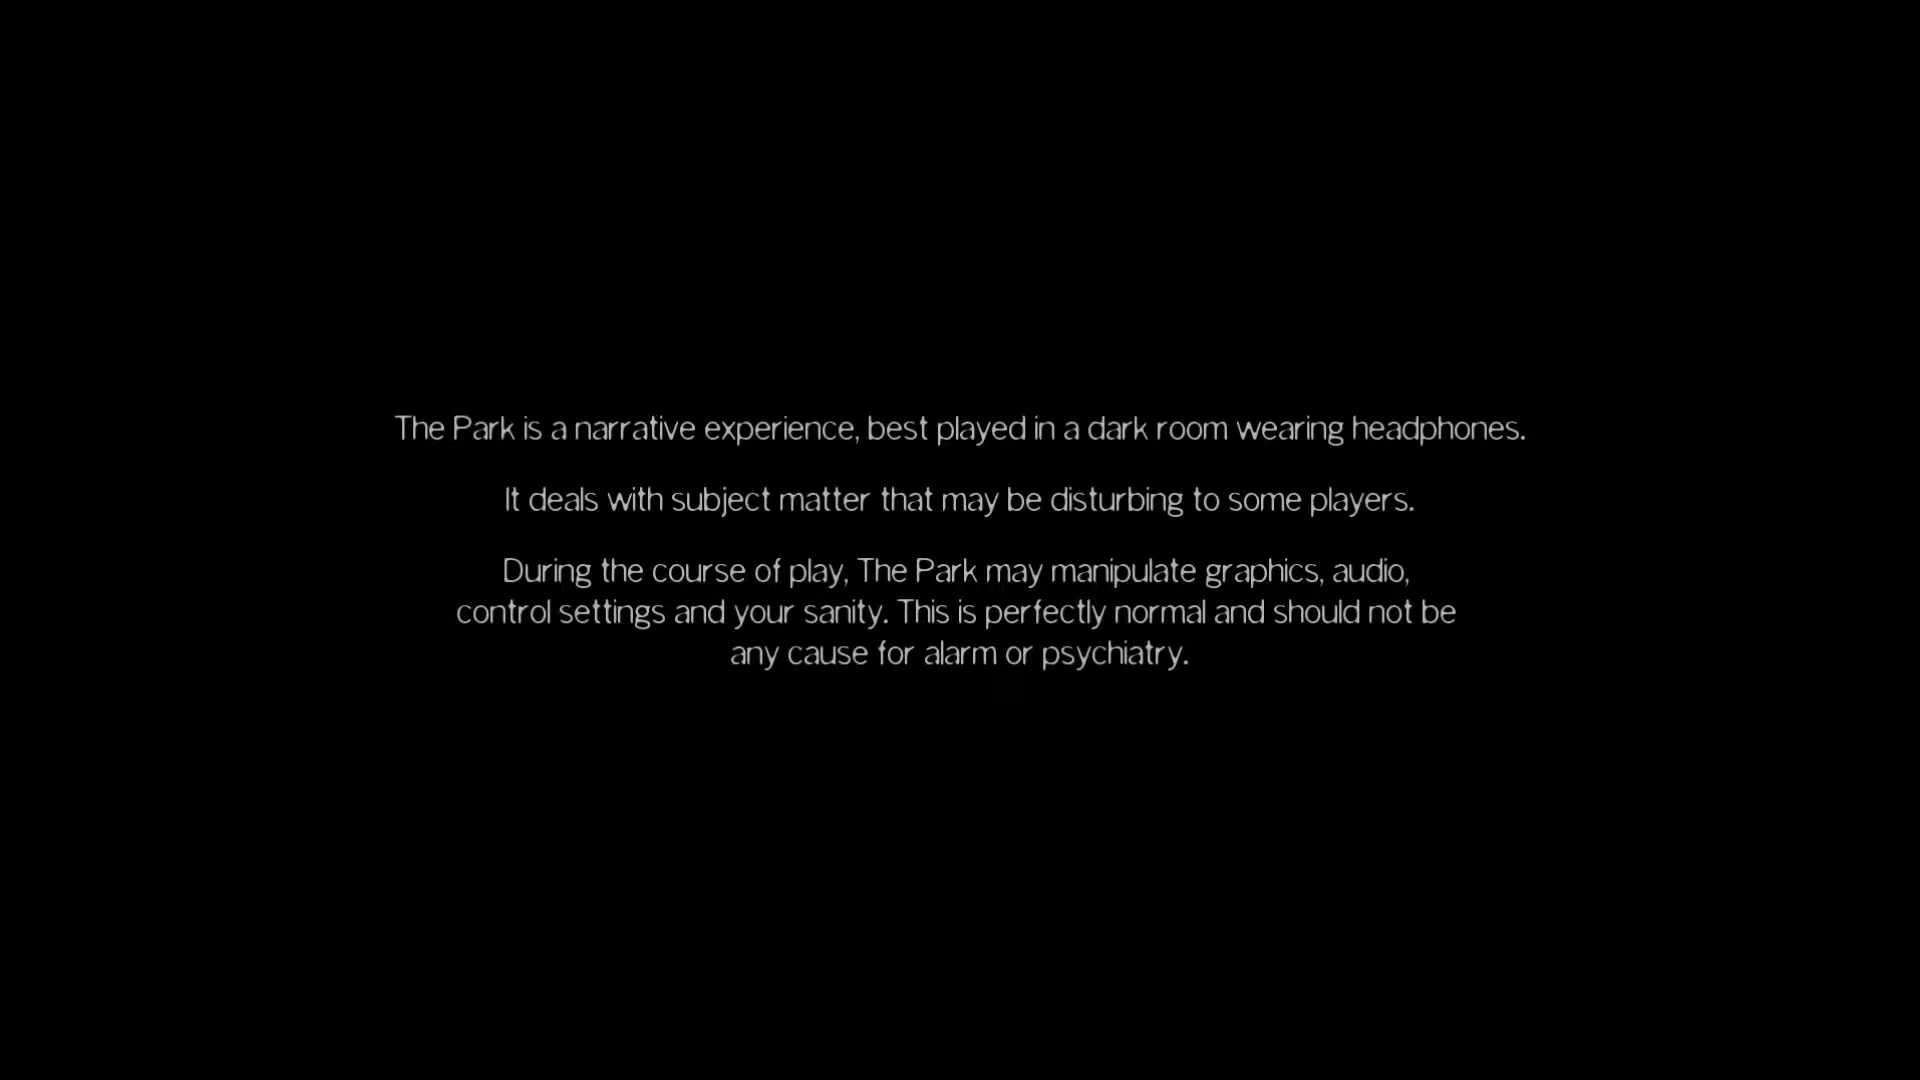 The Park is a narrative experience, best played in a dark room wearing headphones.
It deals with subject matter that may be disturbing to some players.
During the course of play, The Park may manipulate graphics, audio,
control settings and your sanity. This is perfectly normal and should not be
any cause for alarm or psychiatry.